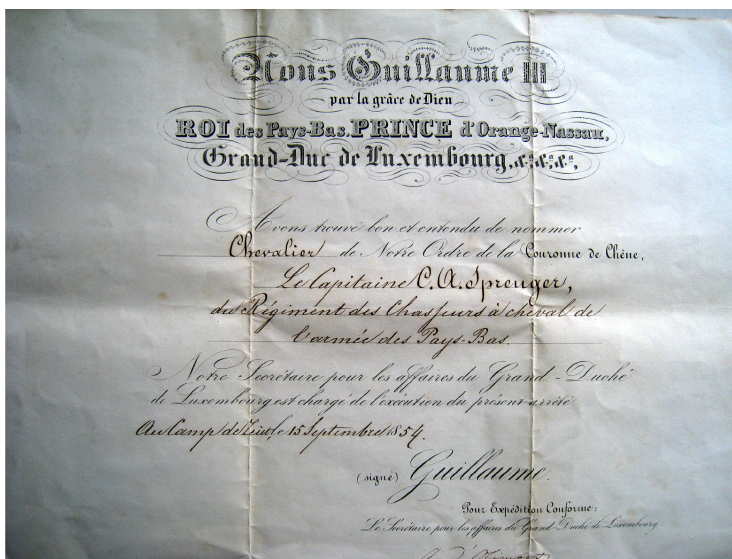 Nous Guillaume III
par la grâce de Dieu
ROI des Pays-Bas. PRINCE d'Orange-Nassau,
Grand-Duc de Luxembourg, &ª. &ª. &ª.,
Avons trouvé bon et entendu de nommer
Chevalier de Notre Ordre de la Couronne de Chêne,
Le Capitaine C. A. Sprenger,
du Régiment des Chasseurs à cheval de
l'armée des Pays-Bas.
Notre Secrétaire pour les affaires du Grand-Duché
de Luxembourg est chargé de l'exécution du présent arrêté
Au Camp de Zeist, le 15 Septembre 1854.
(signé) Guillaume.
Pour Expédition Conforme:
Le Secrétaire pour les affaires du Grand-Duché de Luxembourg